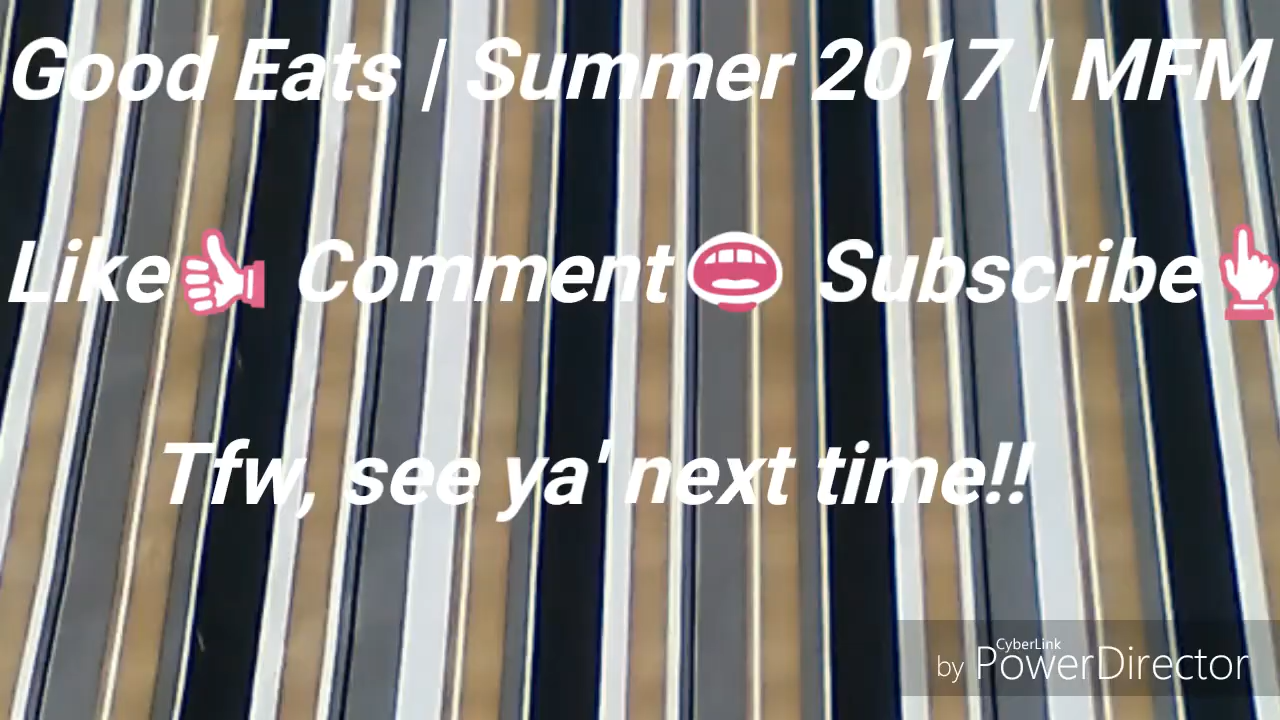 Good Eats | Summer 2017 | MFM
Like👍 Comment👄 Subscribe👆
Tfw, see ya' next time!!
CyberLink
by PowerDirector